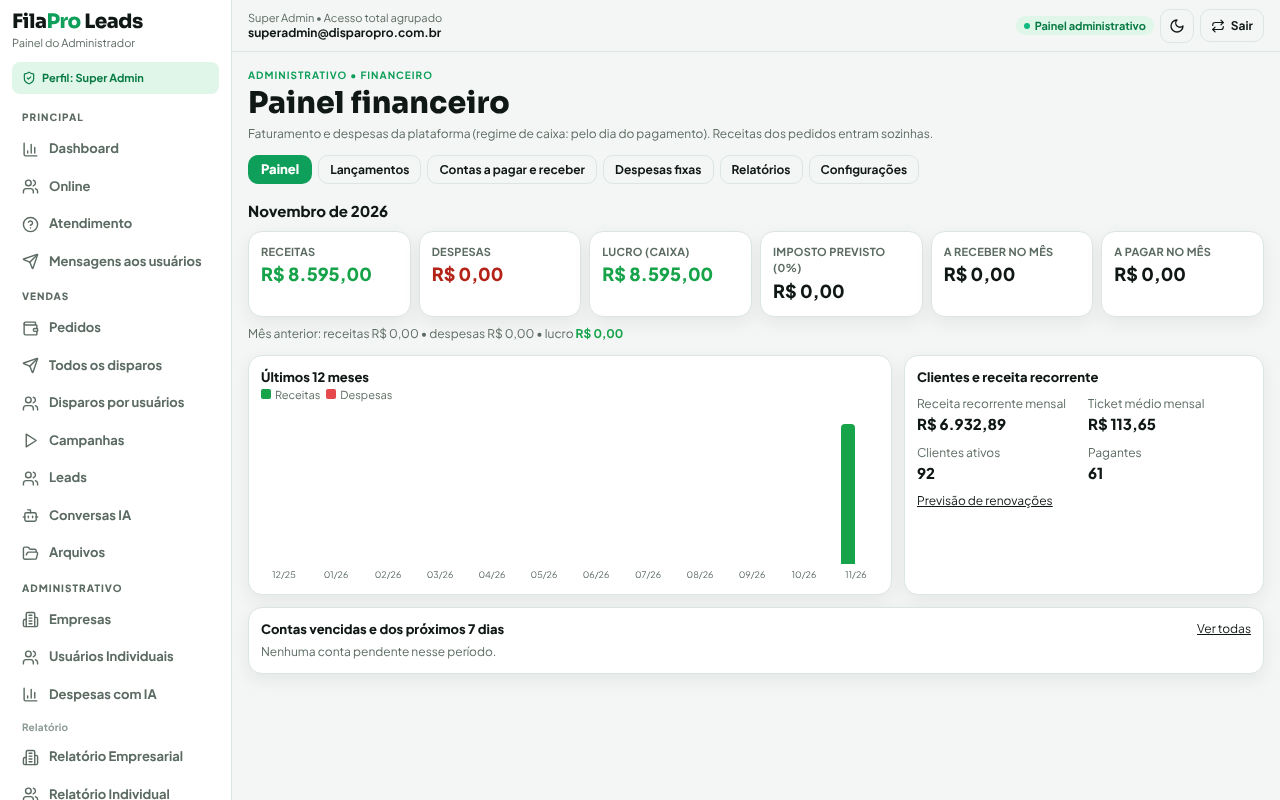 FilaPro Leads
Painel do Administrador
Perfil: Super Admin
PRINCIPAL
Dashboard
Online
Atendimento
Mensagens aos usuários
VENDAS
Pedidos
Todos os disparos
Disparos por usuários
Campanhas
Leads
Conversas IA
Arquivos
ADMINISTRATIVO
Empresas
Usuários Individuais
Despesas com IA
Relatório
Relatório Empresarial
Relatório Individual
Super Admin • Acesso total agrupado
superadmin@disparopro.com.br
Painel administrativo
Sair
ADMINISTRATIVO • FINANCEIRO
Painel financeiro
Faturamento e despesas da plataforma (regime de caixa: pelo dia do pagamento). Receitas dos pedidos entram sozinhas.
Painel
Lançamentos
Contas a pagar e receber
Despesas fixas
Relatórios
Configurações
Novembro de 2026
RECEITAS
R$ 8.595,00
DESPESAS
R$ 0,00
LUCRO (CAIXA)
R$ 8.595,00
IMPOSTO PREVISTO
(0%)
R$ 0,00
A RECEBER NO MÊS
R$ 0,00
A PAGAR NO MÊS
R$ 0,00
Mês anterior: receitas R$ 0,00 • despesas R$ 0,00 • lucro R$ 0,00
Últimos 12 meses
Receitas Despesas
12/25 01/26 02/26 03/26 04/26 05/26 06/26 07/26 08/26 09/26 10/26 11/26
Clientes e receita recorrente
Receita recorrente mensal
R$ 6.932,89
Ticket médio mensal
R$ 113,65
Clientes ativos
92
Pagantes
61
Previsão de renovações
Contas vencidas e dos próximos 7 dias
Ver todas
Nenhuma conta pendente nesse período.